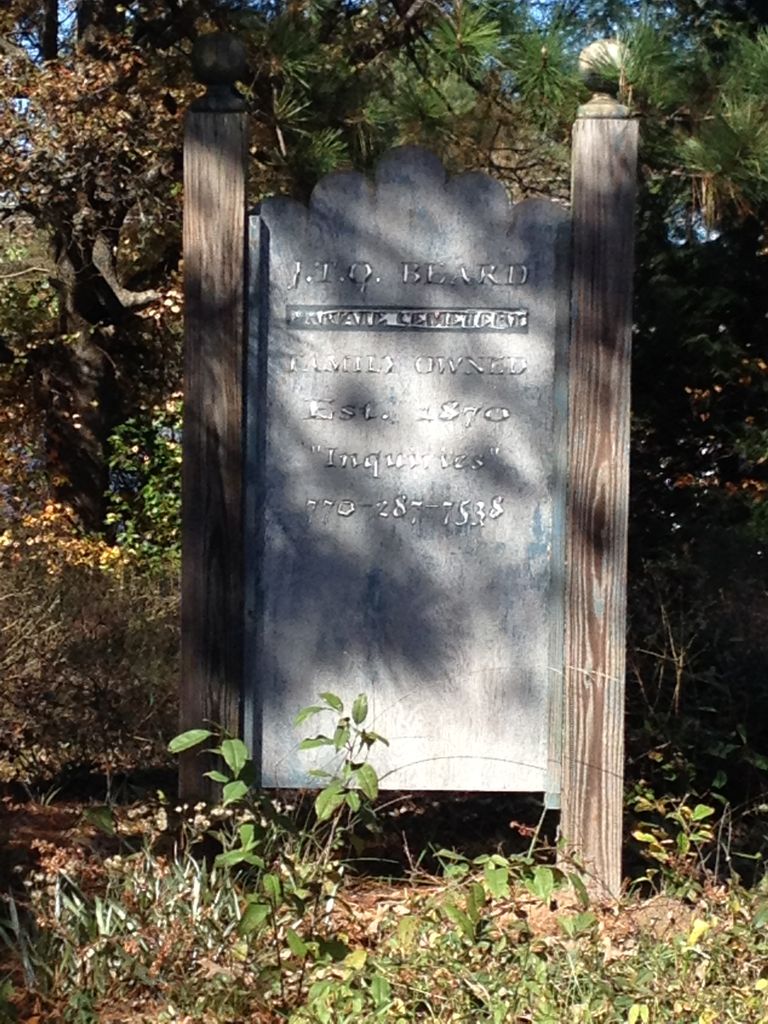 J.T.Q. BEARD
PRIVATE CEMETERY
FAMILY OWNED
Est. 1870
"Inquiries"
770-287-7538